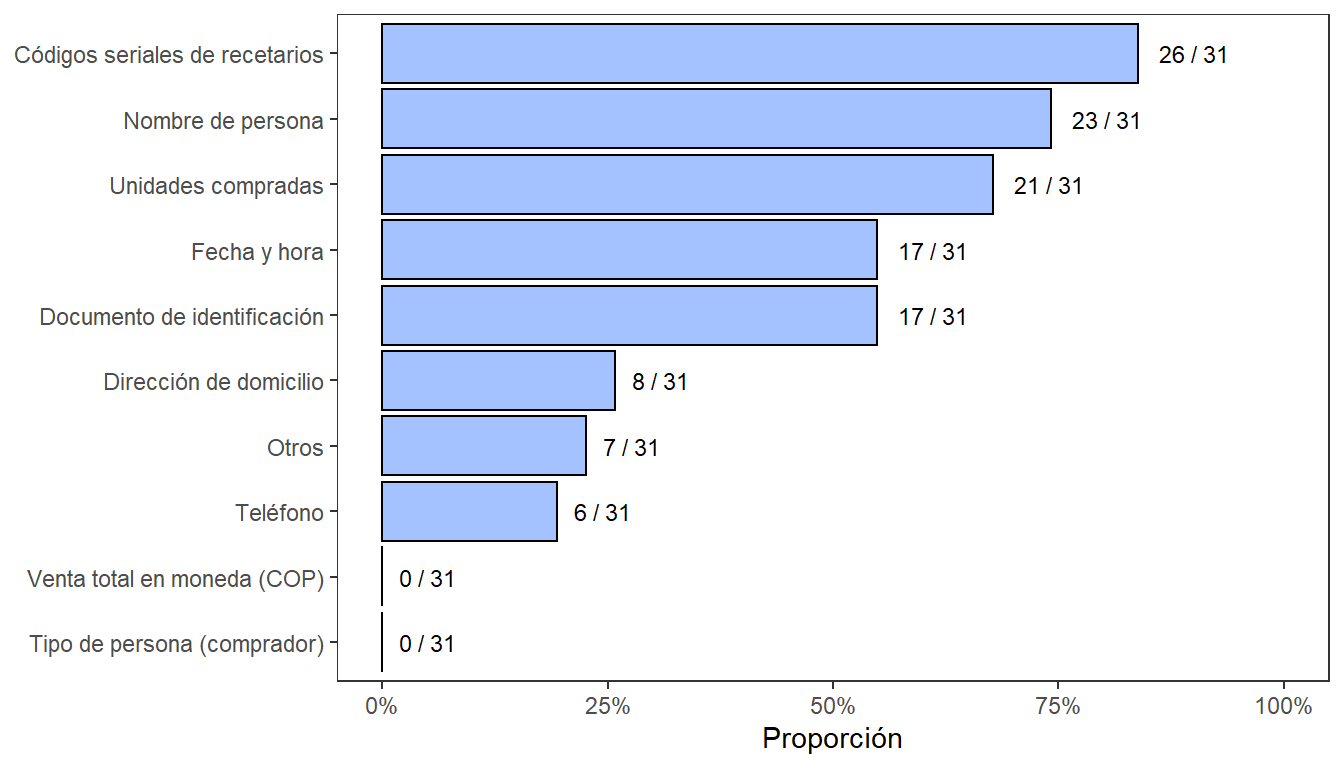 Códigos seriales de recetarios 26 / 31
Nombre de persona 23 / 31
Unidades compradas 21 / 31
Fecha y hora 17 / 31
Documento de identificación 17 / 31
Dirección de domicilio 8 / 31
Otros 7 / 31
Teléfono 6 / 31
Venta total en moneda (COP) 0 / 31
Tipo de persona (comprador) 0 / 31
0% 25% 50% 75% 100%
Proporción